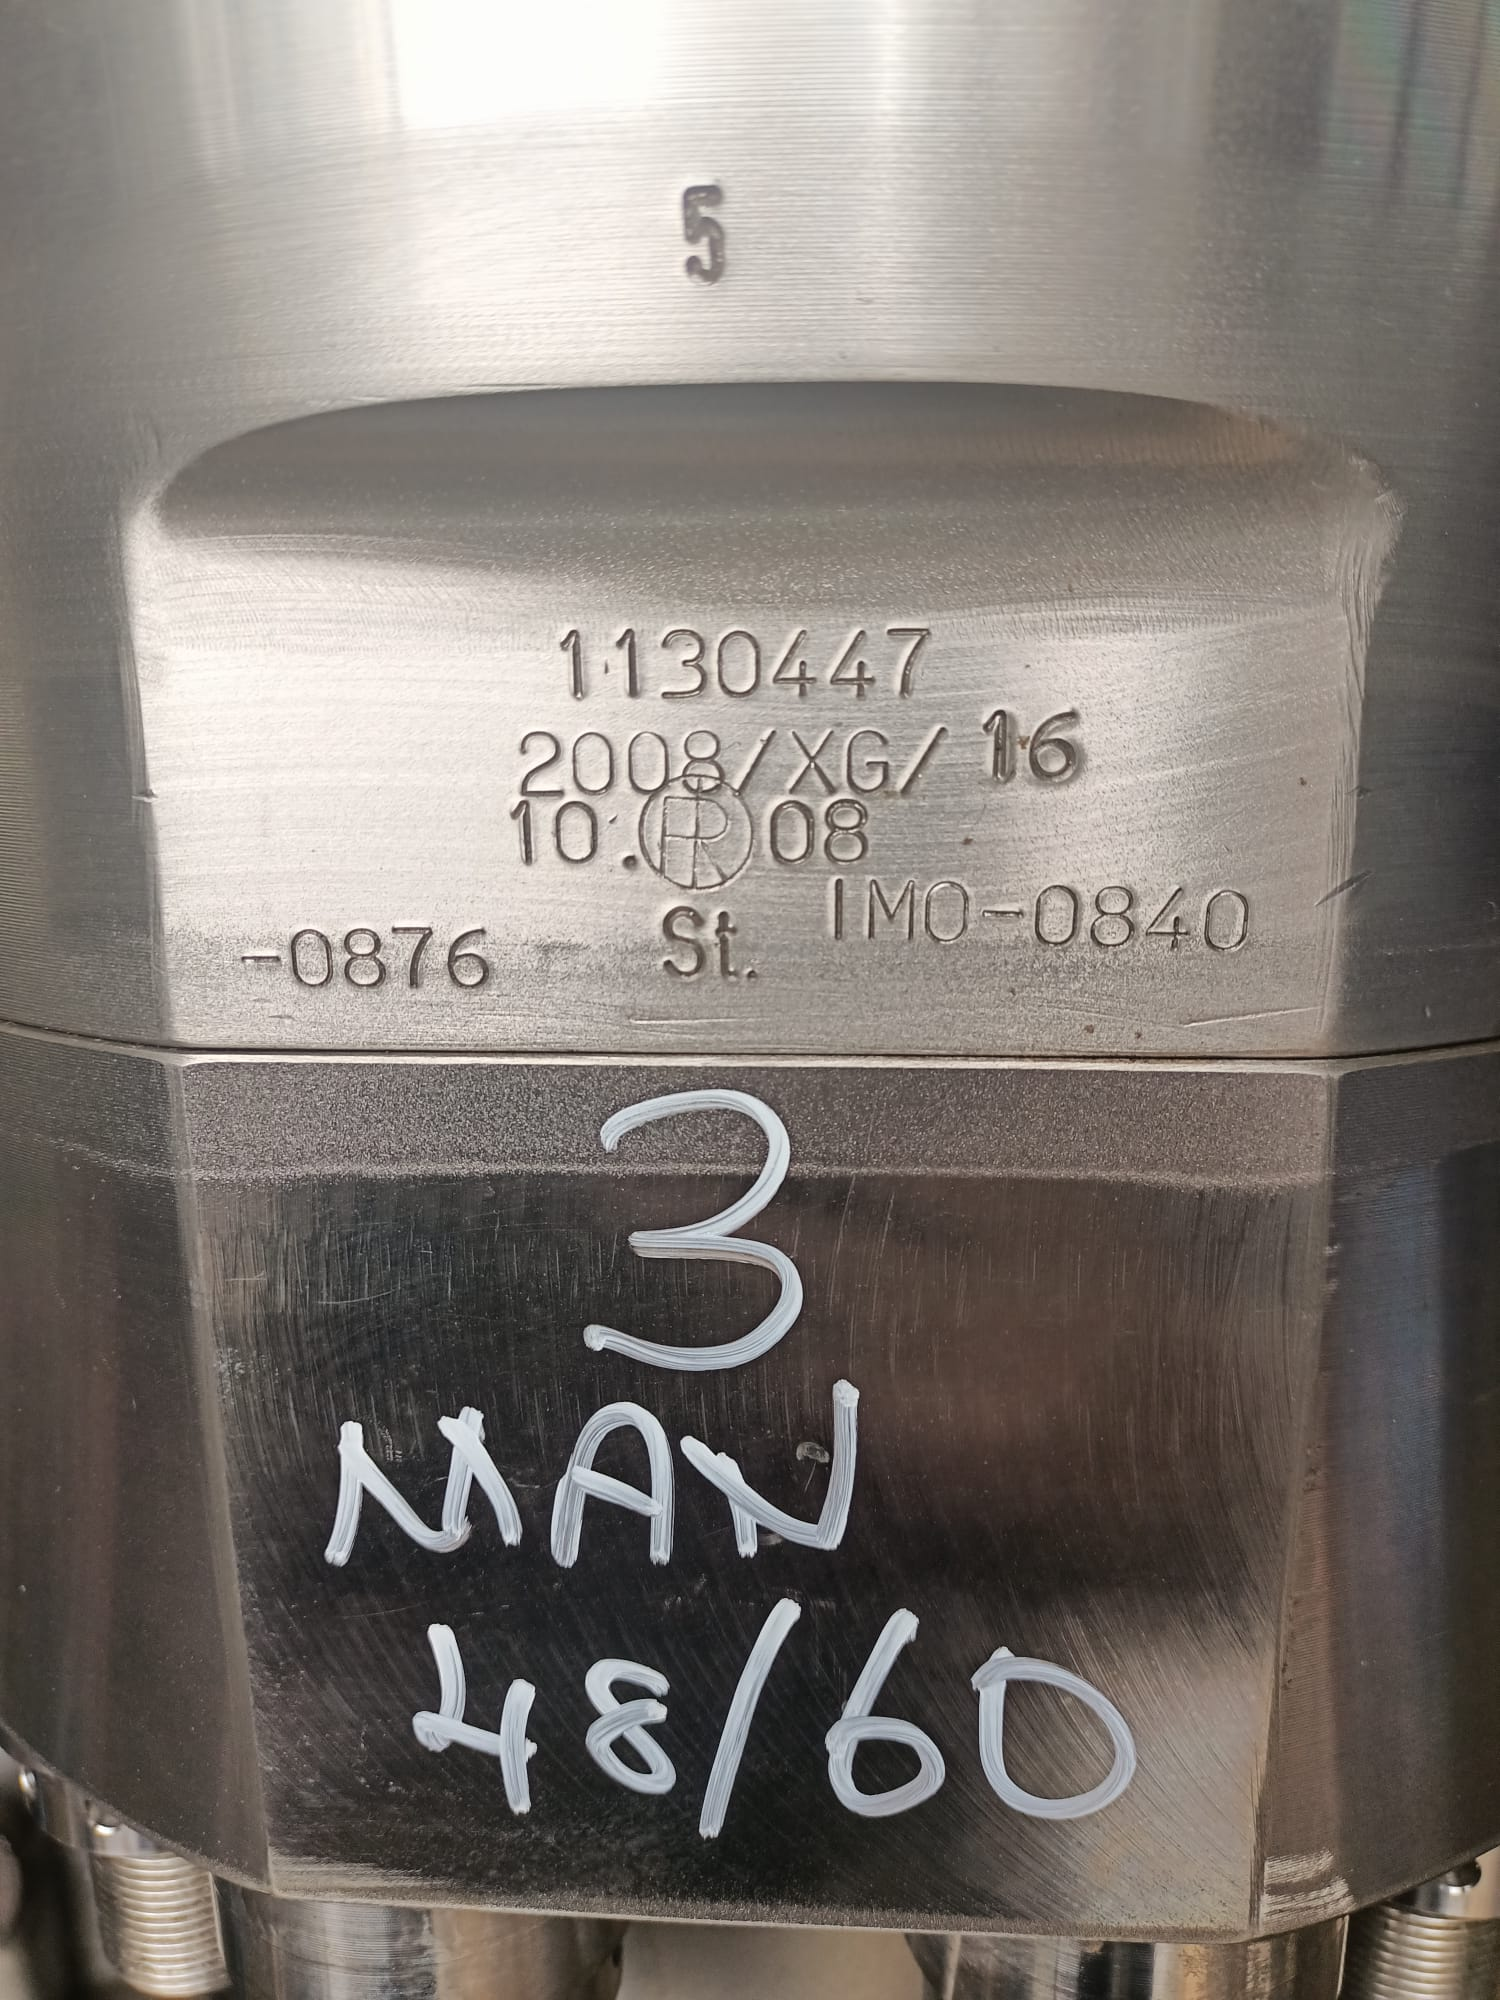 5
1130447
2008/XG/ 16
10. R 08
IMO-0840
-0876 St.
3
MAN
48/60